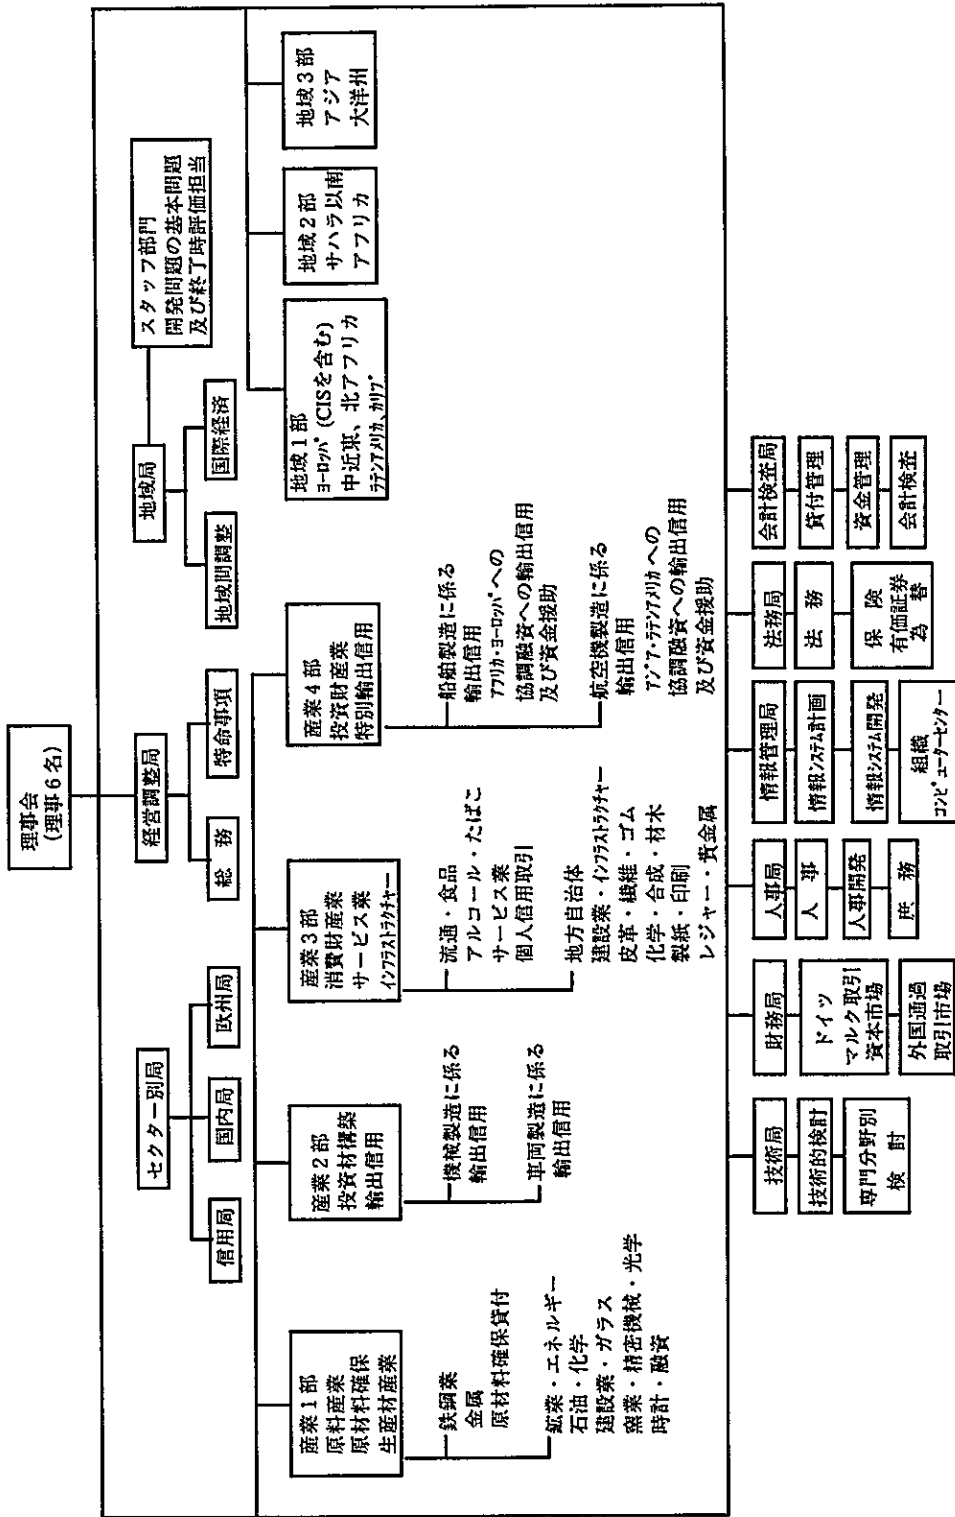 理事会
(理事6名)
セクター別局
経営調整局
地域局
スタッフ部門
開発問題の基本問題
及び終了時評価担当
信用局
国内局
欧州局
総　務
特命事項
地域間調整
国際経済
産業1部
原料産業
原材料確保
生産材産業
鉄鋼業
金属
原材料確保貸付
鉱業・エネルギー
石油・化学
建設業・ガラス
窯業・精密機械・光学
時計・融資
産業2部
投資材構築
輸出信用
機械製造に係る
輸出信用
車両製造に係る
輸出信用
産業3部
消費財産業
サービス業
インフラストラクチャー
流通・食品
アルコール・たばこ
サービス業
個人信用取引
地方自治体
建設業・インフラストラクチャー
皮革・繊維・ゴム
化学・合成・材木
製紙・印刷
レジャー・貴金属
産業4部
投資財産業
特別輸出信用
船舶製造に係る
輸出信用
アフリカ・ヨーロッパへの
協調融資への輸出信用
及び資金援助
航空機製造に係る
輸出信用
アジア・ラテンアメリカへの
協調融資への輸出信用
及び資金援助
地域1部
ヨーロッパ(CISを含む)
中近東、北アフリカ
ラテンアメリカ、カリブ
地域2部
サハラ以南
アフリカ
地域3部
アジア
大洋州
技術局
技術的検討
専門分野別
検　討
財務局
ドイツ
マルク取引
資本市場
外国通過
取引市場
人事局
人　事
人事開発
庶　務
情報管理局
情報システム計画
情報システム開発
組織
コンピューターセンター
法務局
法　務
保　険
有価証券
為　替
会計検査局
貸付管理
資金管理
会計検査